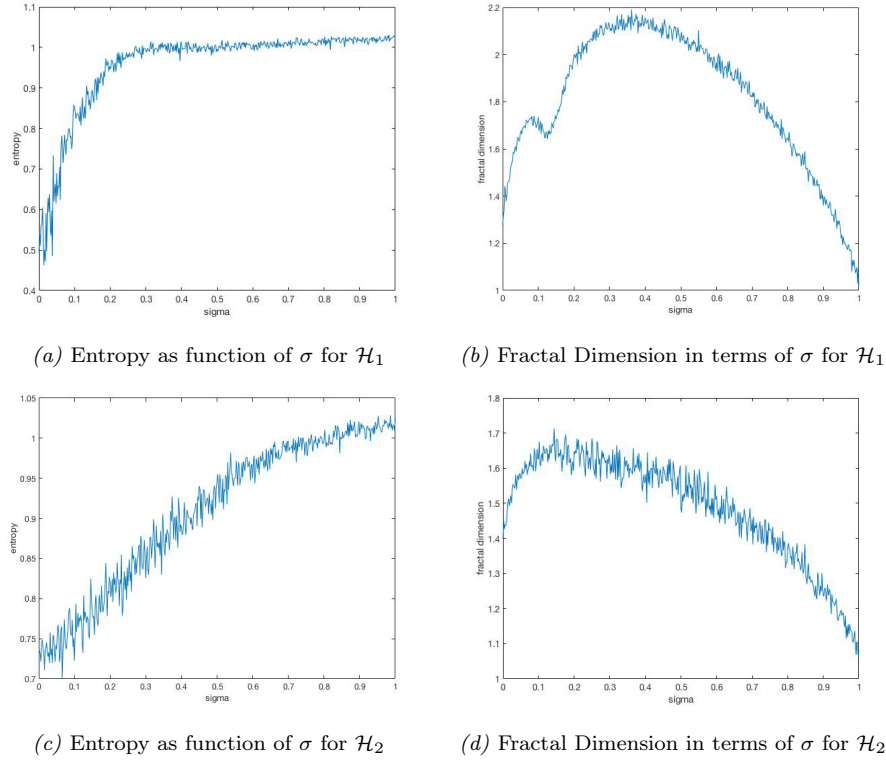 1.1
1
0.9
0.8
0.7
0.6
0.5
0.4
entropy
0 0.1 0.2 0.3 0.4 0.5 0.6 0.7 0.8 0.9 1
sigma
2.2
2
1.8
1.6
1.4
1.2
1
fractal dimension
0 0.1 0.2 0.3 0.4 0.5 0.6 0.7 0.8 0.9 1
sigma
(a) Entropy as function of σ for ℋ₁
(b) Fractal Dimension in terms of σ for ℋ₁
1.05
1
0.95
0.9
0.85
0.8
0.75
0.7
entropy
0 0.1 0.2 0.3 0.4 0.5 0.6 0.7 0.8 0.9 1
sigma
1.8
1.7
1.6
1.5
1.4
1.3
1.2
1.1
1
fractal dimension
0 0.1 0.2 0.3 0.4 0.5 0.6 0.7 0.8 0.9 1
sigma
(c) Entropy as function of σ for ℋ₂
(d) Fractal Dimension in terms of σ for ℋ₂